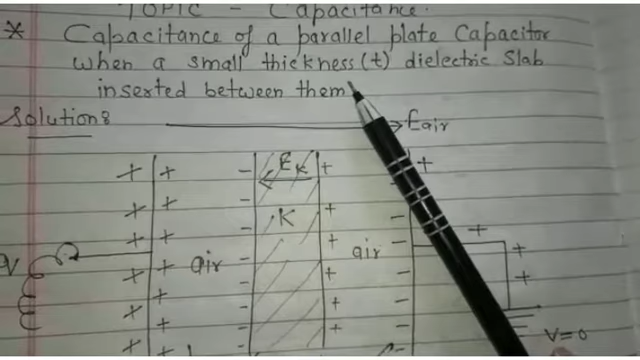 TOPIC - Capacitance.
* Capacitance of a parallel plate Capacitor
when a small thickness (t) dielectric Slab
inserted between them
Solution:
Eair
EK
K
air
air
V
V=0